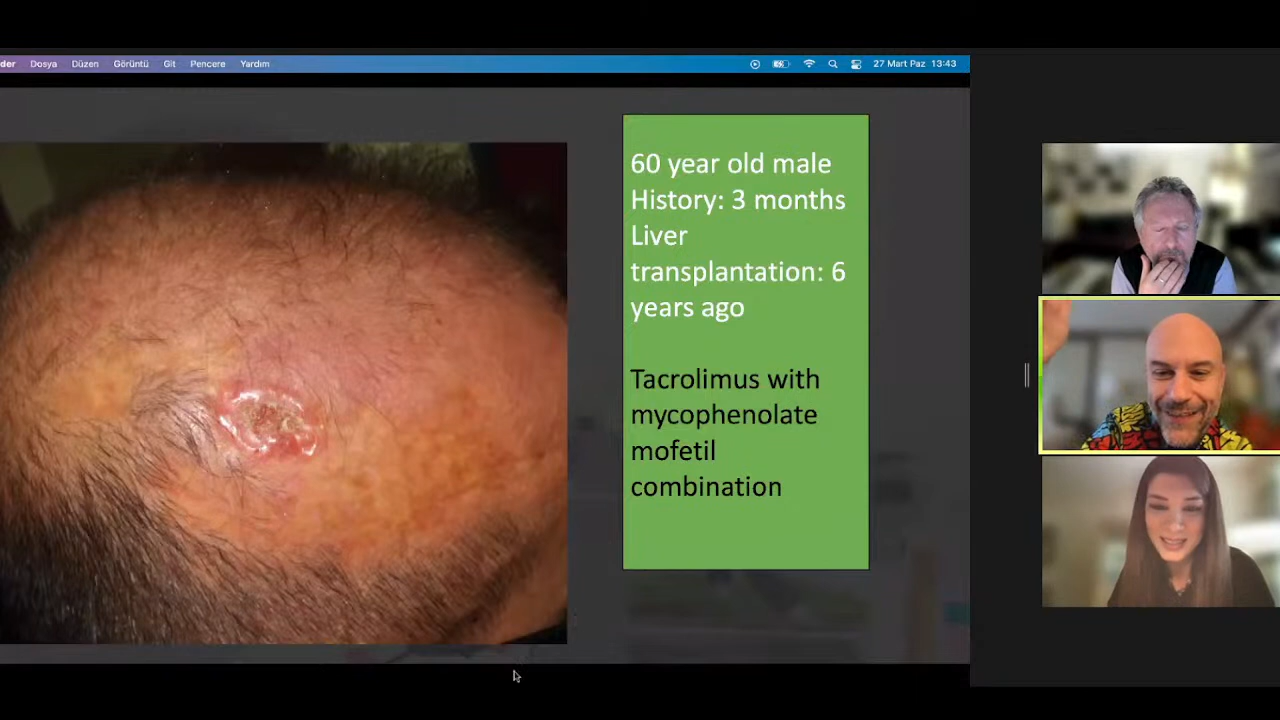 der Dosya Düzen Görüntü Git Pencere Yardım 27 Mart Paz 13:43
60 year old male
History: 3 months
Liver
transplantation: 6
years ago
Tacrolimus with
mycophenolate
mofetil
combination